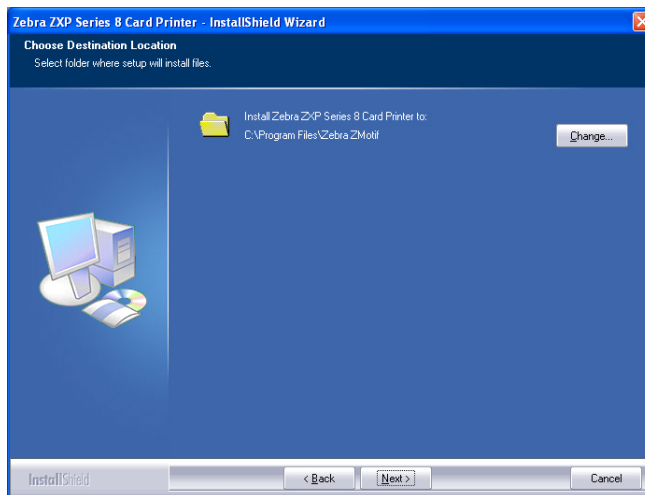 Zebra ZXP Series 8 Card Printer - InstallShield Wizard
Choose Destination Location
Select folder where setup will install files.
Install Zebra ZXP Series 8 Card Printer to:
C:\Program Files\Zebra ZMotif
Change...
InstallShield
< Back
Next >
Cancel